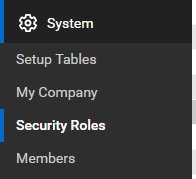 System
Setup Tables
My Company
Security Roles
Members